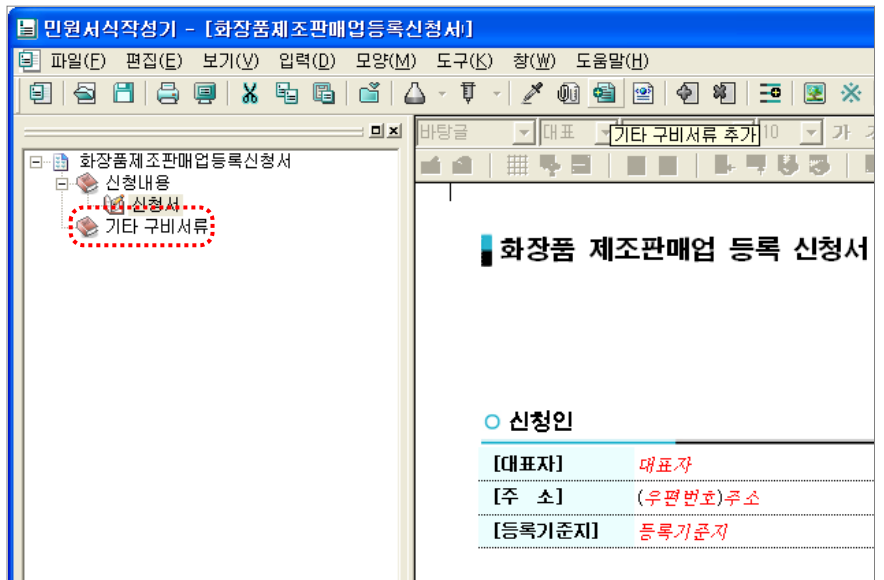 민원서식작성기 - [화장품제조판매업등록신청서]
파일(F) 편집(E) 보기(V) 입력(D) 모양(M) 도구(K) 창(W) 도움말(H)
바탕글 대표 10 가
기타 구비서류 추가
화장품제조판매업등록신청서
신청내용
신청서
기타 구비서류
화장품 제조판매업 등록 신청서
신청인
[대표자] 대표자
[주 소] (우편번호)주소
[등록기준지] 등록기준지